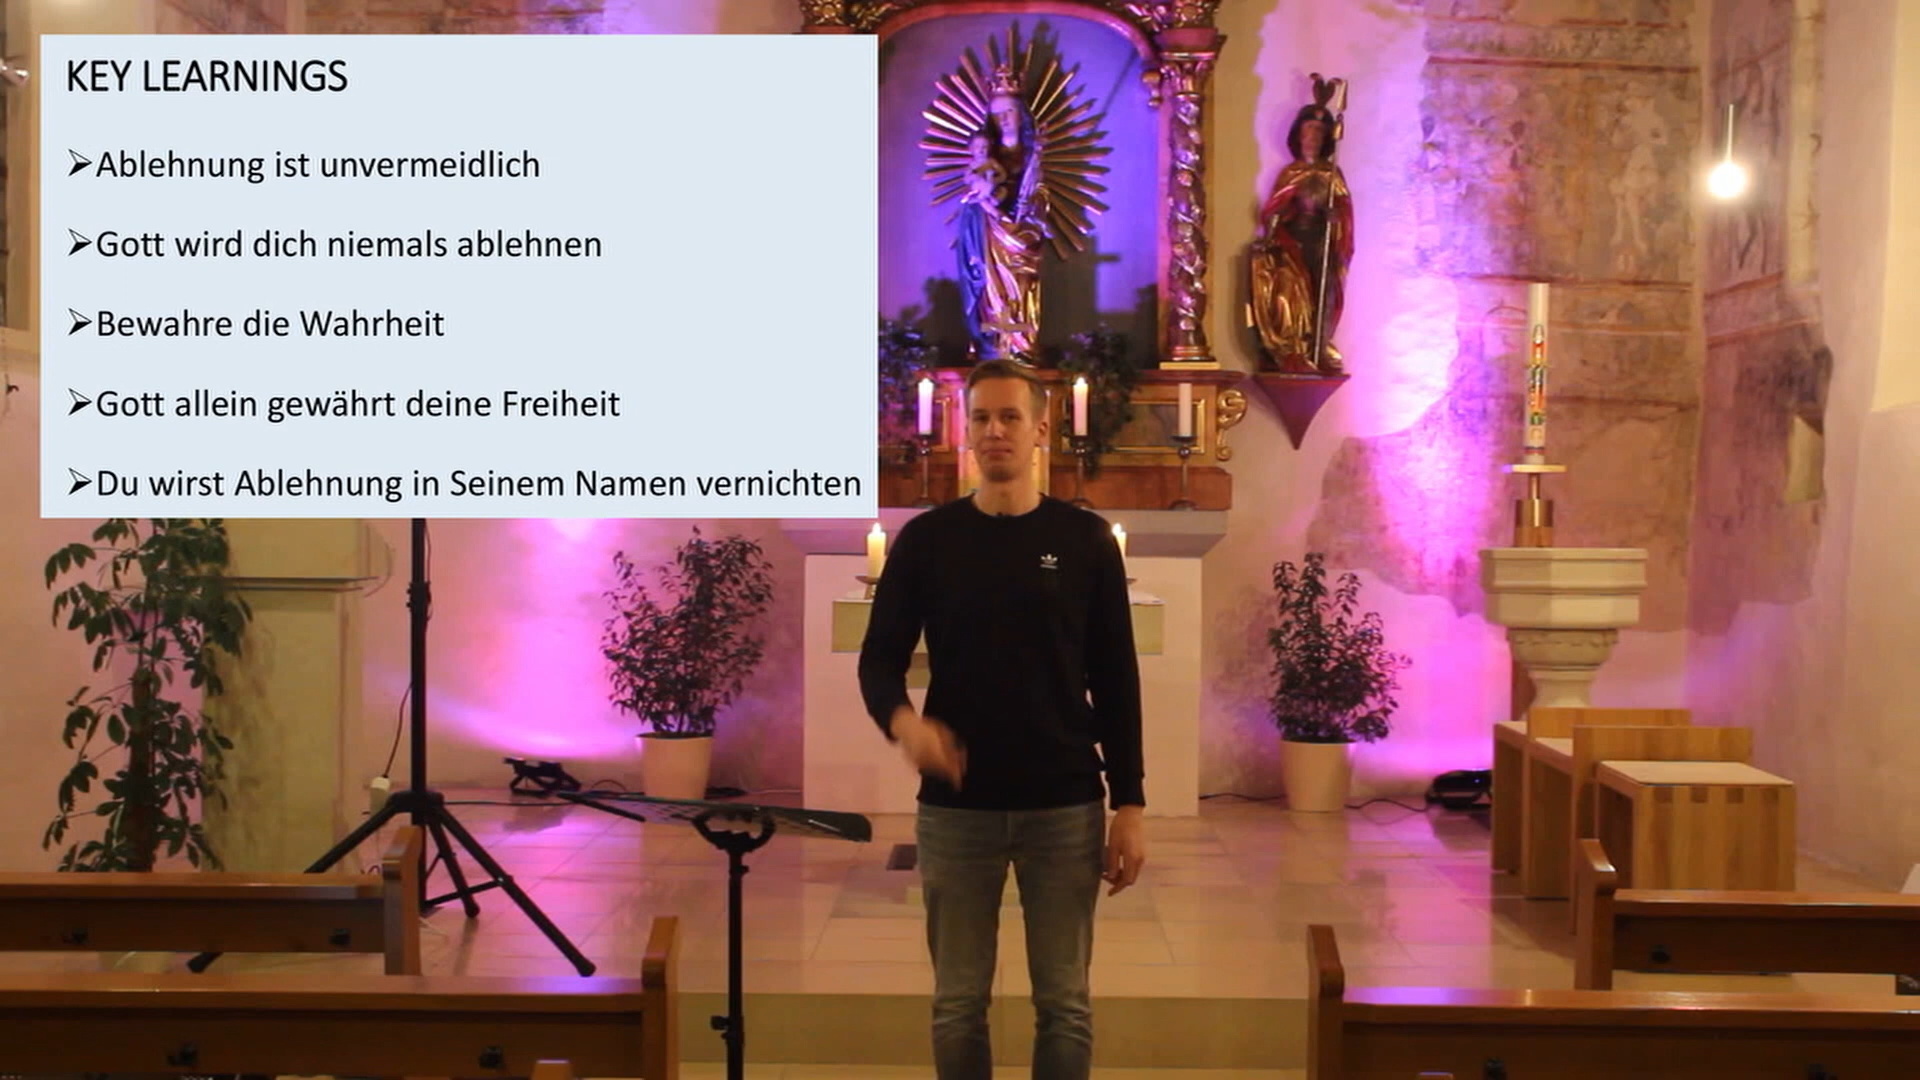 KEY LEARNINGS
➢Ablehnung ist unvermeidlich
➢Gott wird dich niemals ablehnen
➢Bewahre die Wahrheit
➢Gott allein gewährt deine Freiheit
➢Du wirst Ablehnung in Seinem Namen vernichten